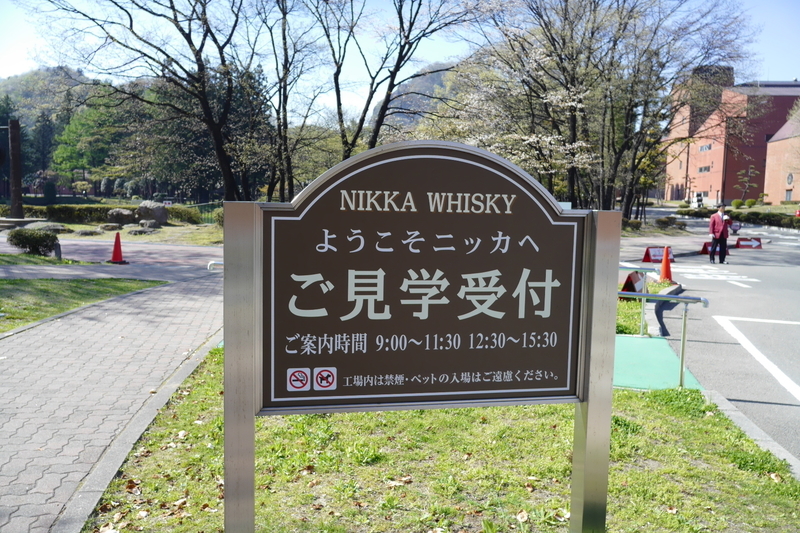 NIKKA WHISKY
ようこそニッカへ
ご見学受付
ご案内時間 9:00〜11:30 12:30〜15:30
工場内は禁煙・ペットの入場はご遠慮ください。